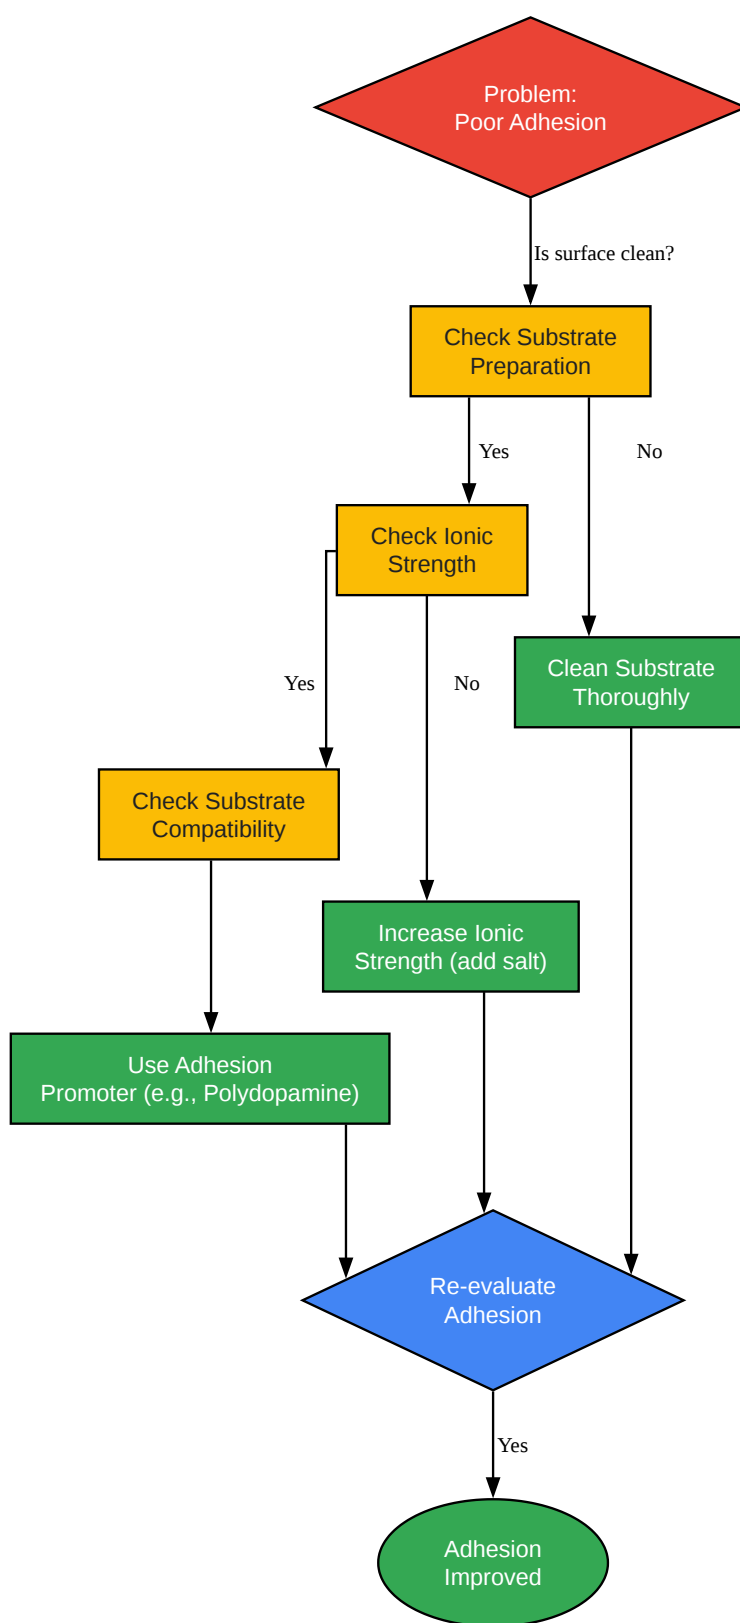 Problem:
Poor Adhesion
Is surface clean?
Check Substrate
Preparation
Yes
No
Check Ionic
Strength
Clean Substrate
Thoroughly
Yes
No
Check Substrate
Compatibility
Increase Ionic
Strength (add salt)
Use Adhesion
Promoter (e.g., Polydopamine)
Re-evaluate
Adhesion
Yes
Adhesion
Improved